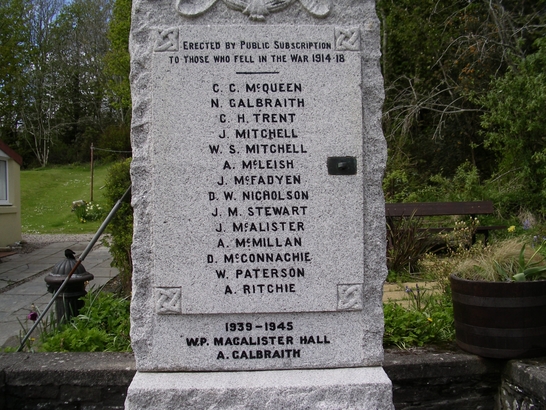 ERECTED BY PUBLIC SUBSCRIPTION
TO THOSE WHO FELL IN THE WAR 1914-18
C. C. McQUEEN
N. GALBRAITH
C. H. TRENT
J. MITCHELL
W. S. MITCHELL
A. McLEISH
J. McFADYEN
D. W. NICHOLSON
J. M. STEWART
J. McALISTER
A. McMILLAN
D. McCONNACHIE
W. PATERSON
A. RITCHIE
1939-1945
W.P. MACALISTER HALL
A. GALBRAITH